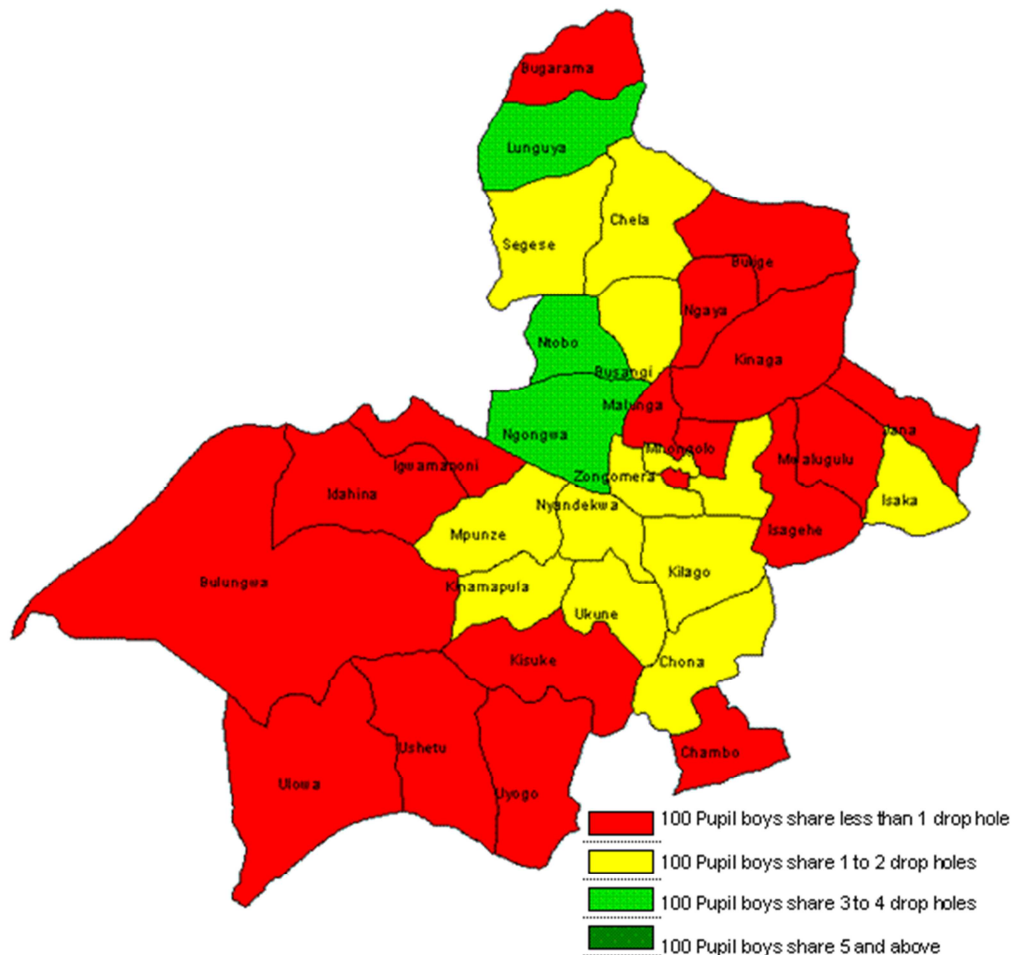 Bugarama
Lunguya
Chela
Segese
Bulige
Ngaya
Ntobo
Kinaga
Busangi
Malunga
Ngongwa
Jana
Mhongolo
Mwalugulu
Igwamanoni
Zongomera
Idahina
Isaka
Nyandekwa
Isagehe
Mpunze
Kilago
Bulungwa
Kinamapula
Ukune
Kisuke
Chona
Ushetu
Chambo
Ulowa
Uyogo
100 Pupil boys share less than 1 drop hole
100 Pupil boys share 1 to 2 drop holes
100 Pupil boys share 3 to 4 drop holes
100 Pupil boys share 5 and above